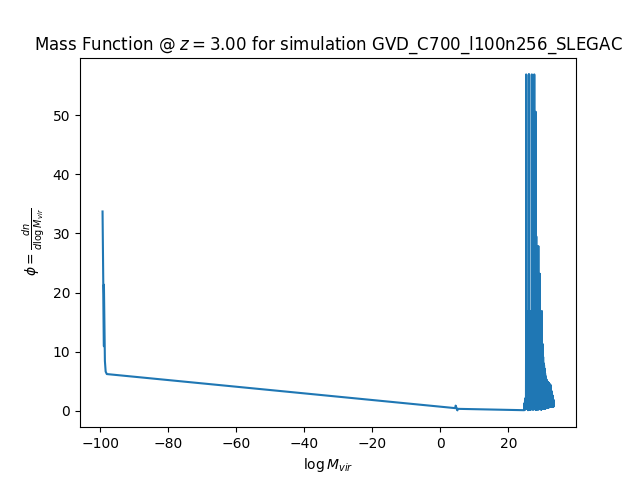 Mass Function @ z = 3.00 for simulation GVD_C700_l100n256_SLEGAC
50
40
30
20
10
0
ϕ = dn/dlog M_vir
−100 −80 −60 −40 −20 0 20
log M_vir